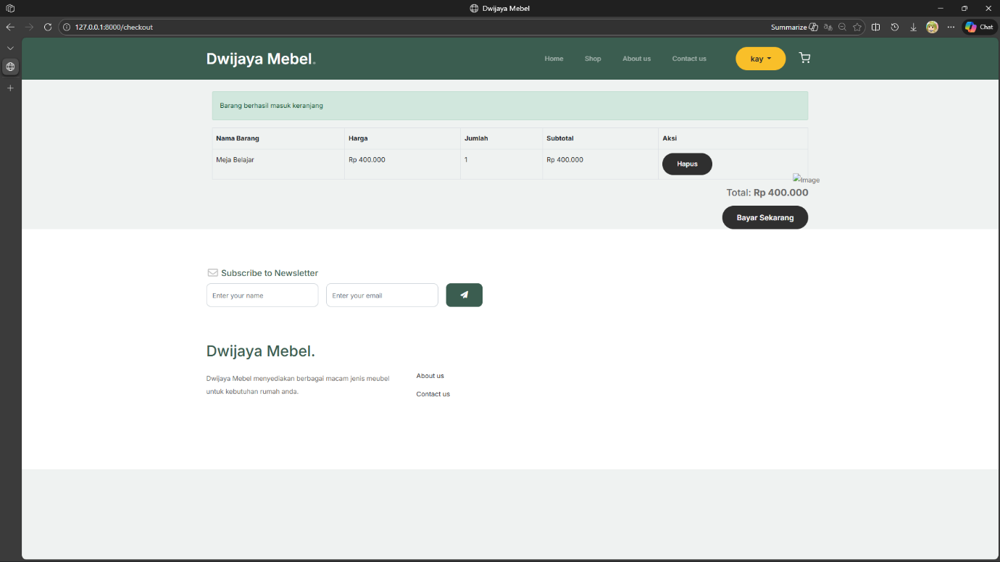 Dwijaya Mebel
127.0.0.1:8000/checkout
Summarize
Chat
Dwijaya Mebel.
Home Shop About us Contact us kay
Barang berhasil masuk keranjang
Nama Barang Harga Jumlah Subtotal Aksi
Meja Belajar Rp 400.000 1 Rp 400.000 Hapus
Image
Total: Rp 400.000
Bayar Sekarang
Subscribe to Newsletter
Enter your name Enter your email
Dwijaya Mebel.
Dwijaya Mebel menyediakan berbagai macam jenis meubel
untuk kebutuhan rumah anda.
About us
Contact us